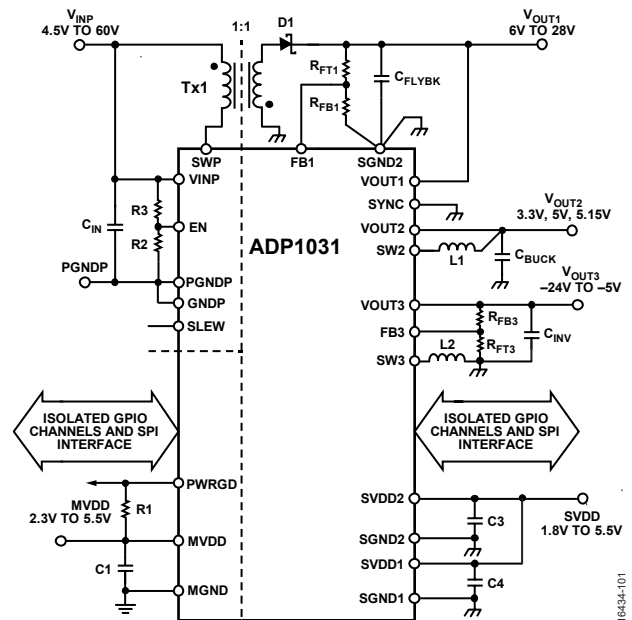 VINP
4.5V TO 60V
1:1
D1
VOUT1
6V TO 28V
Tx1
RFT1
RFB1
CFLYBK
SWP
FB1
SGND2
VINP
VOUT1
SYNC
CIN
R3
EN
R2
ADP1031
VOUT2
VOUT2
3.3V, 5V, 5.15V
SW2
L1
CBUCK
PGNDP
PGNDP
GNDP
SLEW
VOUT3
VOUT3
–24V TO –5V
RFB3
FB3
CINV
RFT3
SW3
L2
ISOLATED GPIO
CHANNELS AND SPI
INTERFACE
ISOLATED GPIO
CHANNELS AND SPI
INTERFACE
PWRGD
MVDD
2.3V TO 5.5V
R1
MVDD
C1
MGND
SVDD2
SVDD
1.8V TO 5.5V
C3
SGND2
SVDD1
C4
SGND1
16434-101